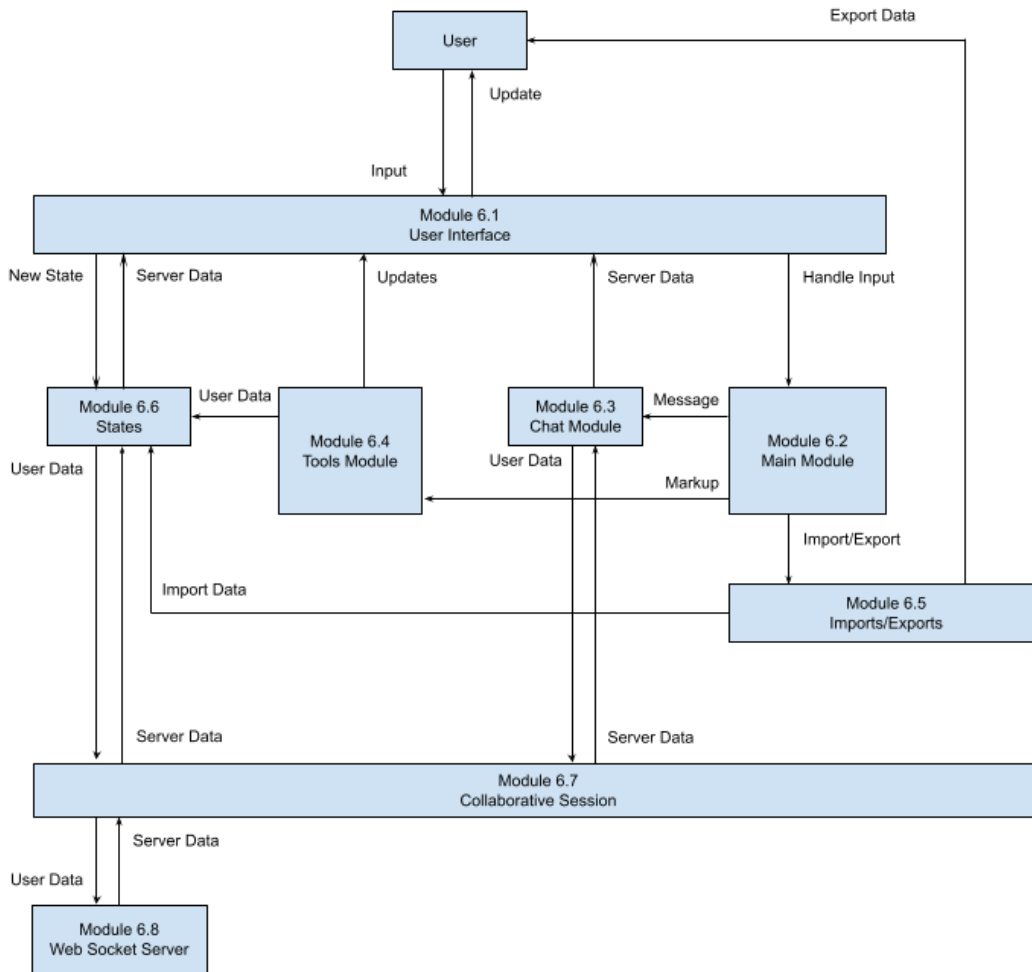 Export Data
User
Update
Input
Module 6.1
User Interface
New State
Server Data
Updates
Server Data
Handle Input
User Data
Message
Module 6.6
States
Module 6.4
Tools Module
Module 6.3
Chat Module
Module 6.2
Main Module
User Data
User Data
Markup
Import/Export
Import Data
Module 6.5
Imports/Exports
Server Data
Server Data
Module 6.7
Collaborative Session
Server Data
User Data
Module 6.8
Web Socket Server